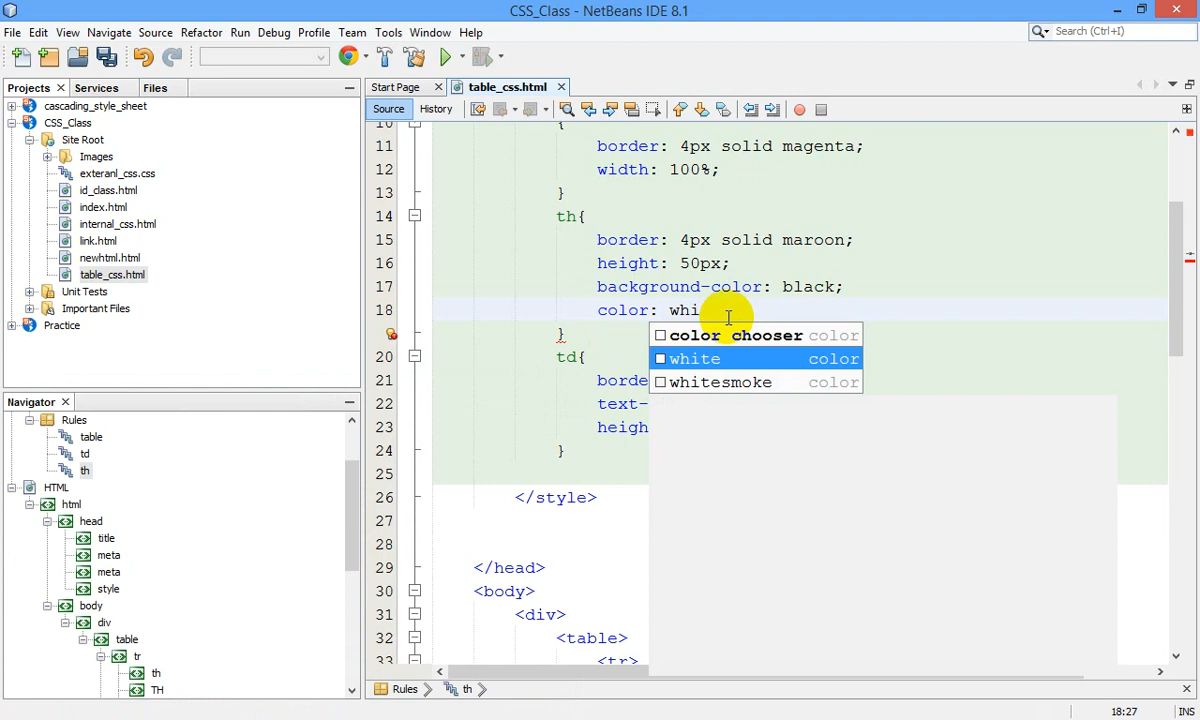 CSS_Class - NetBeans IDE 8.1
File Edit View Navigate Source Refactor Run Debug Profile Team Tools Window Help
Search (Ctrl+I)
Projects Services Files
Start Page table_css.html
Source History
cascading_style_sheet
CSS_Class
Site Root
Images
exteranl_css.css
id_class.html
index.html
internal_css.html
link.html
newhtml.html
table_css.html
Unit Tests
Important Files
Practice
Navigator
Rules
table
td
th
HTML
html
head
title
meta
meta
style
body
div
table
tr
th
TH
10 {
11 border: 4px solid magenta;
12 width: 100%;
13 }
14 th{
15 border: 4px solid maroon;
16 height: 50px;
17 background-color: black;
18 color: whi
}
20 td{
21 borde
22 text-
23 heigh
24 }
25
26 </style>
27
28
29 </head>
30 <body>
31 <div>
32 <table>
33 <tr>
color chooser color
white color
whitesmoke color
Rules th
18:27 INS